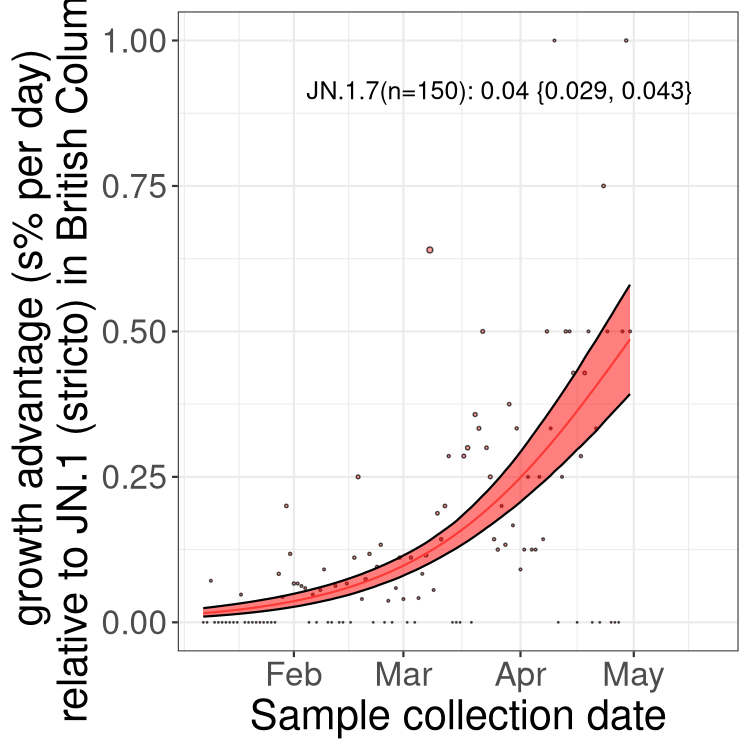 growth advantage (s% per day)
relative to JN.1 (stricto) in British Colum
1.00
0.75
0.50
0.25
0.00
JN.1.7(n=150): 0.04 {0.029, 0.043}
Feb Mar Apr May
Sample collection date